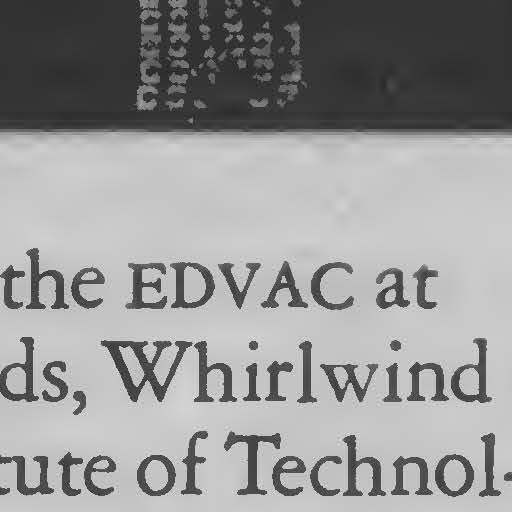 the EDVAC at
ds, Whirlwind
tute of Technol-